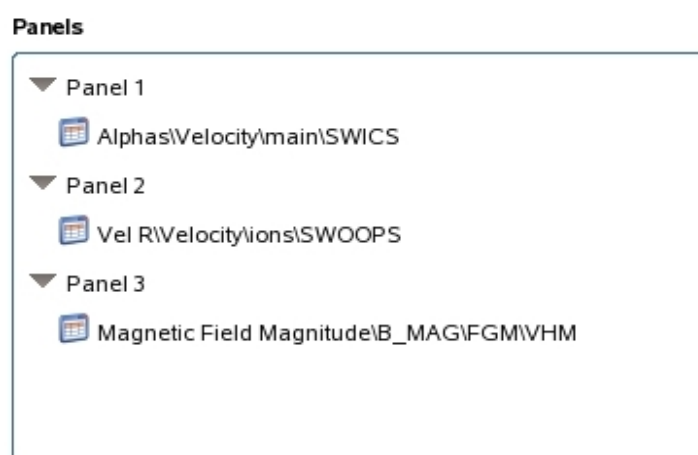 Panels
Panel 1
Alphas\Velocity\main\SWICS
Panel 2
Vel R\Velocity\ions\SWOOPS
Panel 3
Magnetic Field Magnitude\B_MAG\FGM\VHM